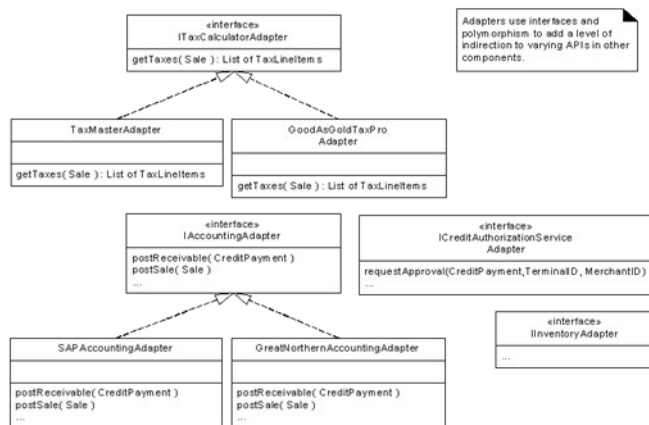 «interface»
ITaxCalculatorAdapter
getTaxes( Sale ) : List of TaxLineItems
Adapters use interfaces and
polymorphism to add a level of
indirection to varying APIs in other
components.
TaxMasterAdapter
getTaxes( Sale ) : List of TaxLineItems
GoodAsGoldTaxPro
Adapter
getTaxes( Sale ) : List of TaxLineItems
«interface»
IAccountingAdapter
postReceivable( CreditPayment )
postSale( Sale )
...
«interface»
ICreditAuthorizationService
Adapter
requestApproval(CreditPayment,TerminalID, MerchantID)
...
«interface»
IInventoryAdapter
...
SAPAccountingAdapter
postReceivable( CreditPayment )
postSale( Sale )
...
GreatNorthernAccountingAdapter
postReceivable( CreditPayment )
postSale( Sale )
...